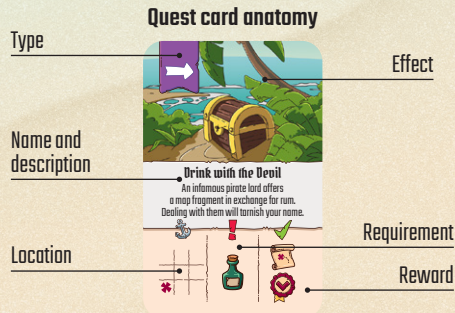 Quest card anatomy
Type
Effect
Name and
description
Drink with the Devil
An infamous pirate lord offers
a map fragment in exchange for rum.
Dealing with them will tarnish your name.
Requirement
Location
Reward